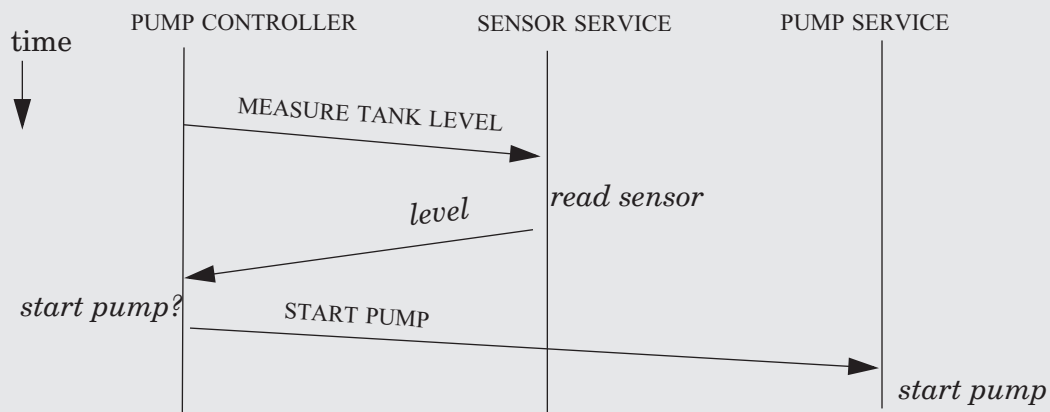 PUMP CONTROLLER
SENSOR SERVICE
PUMP SERVICE
time
MEASURE TANK LEVEL
read sensor
level
start pump?
START PUMP
start pump